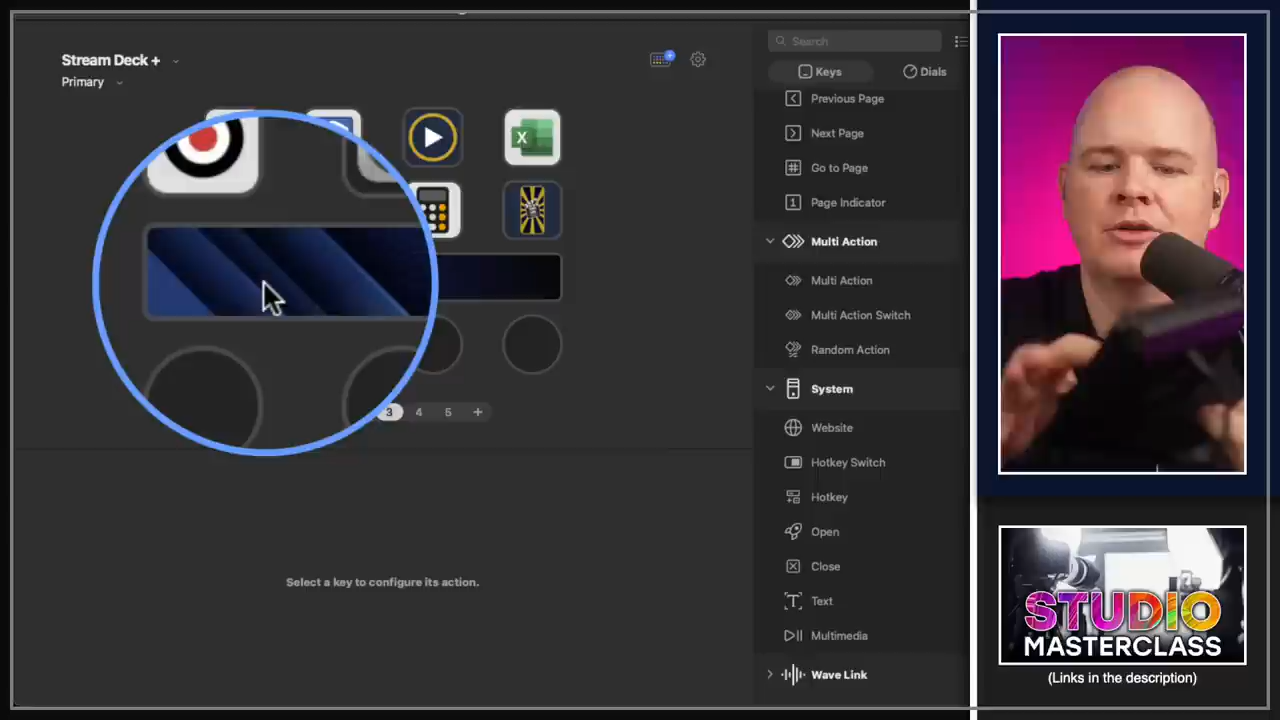 Stream Deck +
Primary
3 4 5 +
Select a key to configure its action.
Search
Keys Dials
Previous Page
Next Page
Go to Page
Page Indicator
Multi Action
Multi Action
Multi Action Switch
Random Action
System
Website
Hotkey Switch
Hotkey
Open
Close
Text
Multimedia
Wave Link
STUDIO
MASTERCLASS
(Links in the description)